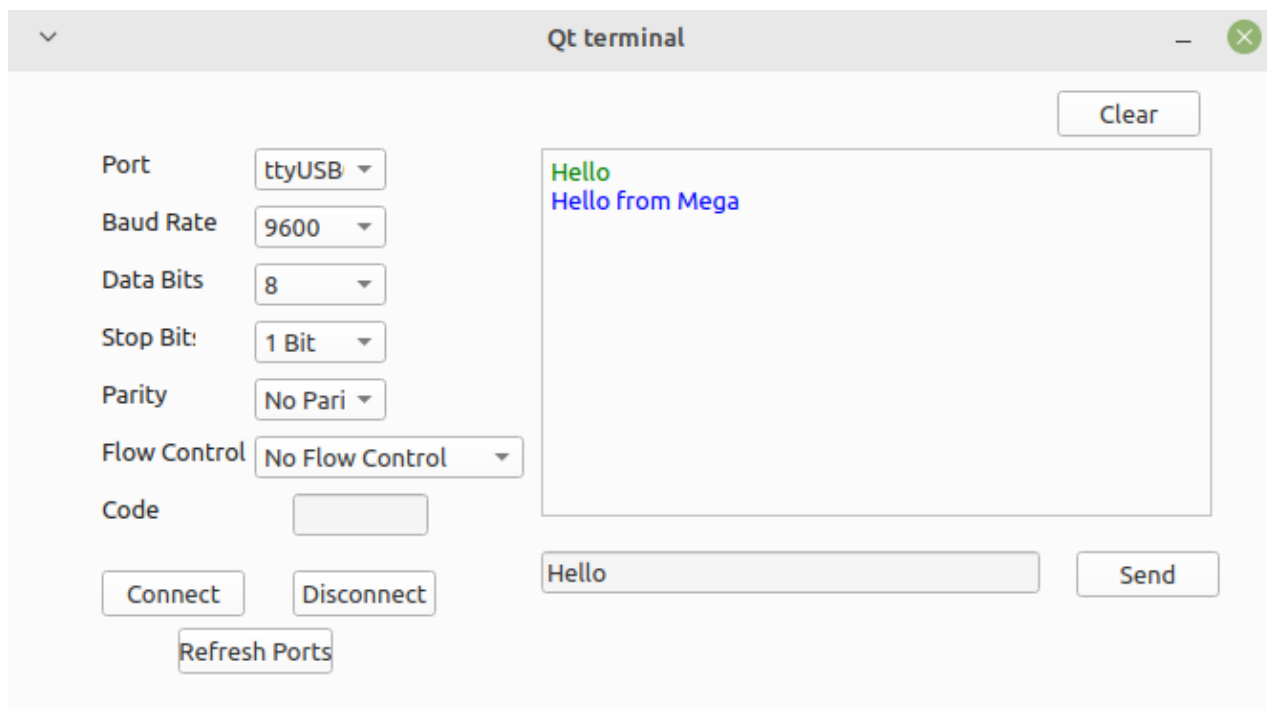 Qt terminal
Clear
Port ttyUSB
Baud Rate 9600
Data Bits 8
Stop Bits 1 Bit
Parity No Pari
Flow Control No Flow Control
Code
Connect Disconnect
Refresh Ports
Hello
Hello from Mega
Hello Send